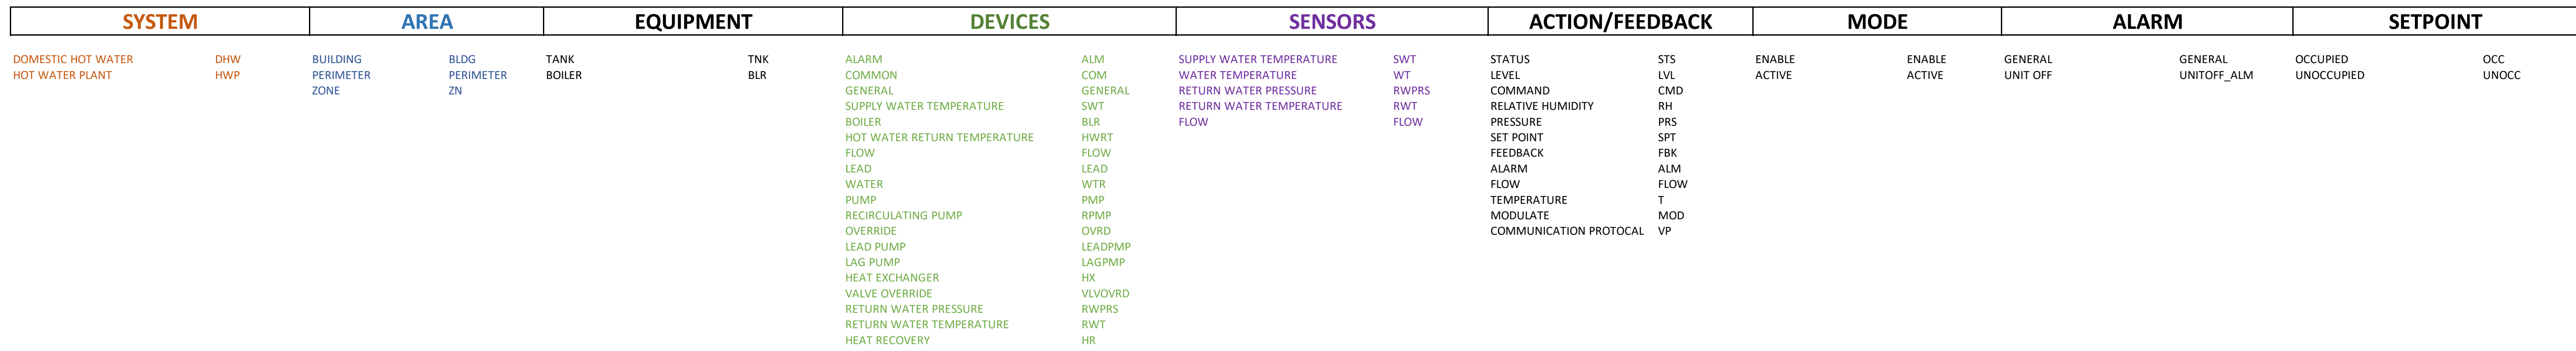 SYSTEM AREA EQUIPMENT DEVICES SENSORS ACTION/FEEDBACK MODE ALARM SETPOINT
DOMESTIC HOT WATER DHW BUILDING BLDG TANK TNK ALARM ALM SUPPLY WATER TEMPERATURE SWT STATUS STS ENABLE ENABLE GENERAL GENERAL OCCUPIED OCC
HOT WATER PLANT HWP PERIMETER PERIMETER BOILER BLR COMMON COM WATER TEMPERATURE WT LEVEL LVL ACTIVE ACTIVE UNIT OFF UNITOFF_ALM UNOCCUPIED UNOCC
ZONE ZN GENERAL GENERAL RETURN WATER PRESSURE RWPRS COMMAND CMD
SUPPLY WATER TEMPERATURE SWT RETURN WATER TEMPERATURE RWT RELATIVE HUMIDITY RH
BOILER BLR FLOW FLOW PRESSURE PRS
HOT WATER RETURN TEMPERATURE HWRT SET POINT SPT
FLOW FLOW FEEDBACK FBK
LEAD LEAD ALARM ALM
WATER WTR FLOW FLOW
PUMP PMP TEMPERATURE T
RECIRCULATING PUMP RPMP MODULATE MOD
OVERRIDE OVRD COMMUNICATION PROTOCAL VP
LEAD PUMP LEADPMP
LAG PUMP LAGPMP
HEAT EXCHANGER HX
VALVE OVERRIDE VLVOVRD
RETURN WATER PRESSURE RWPRS
RETURN WATER TEMPERATURE RWT
HEAT RECOVERY HR